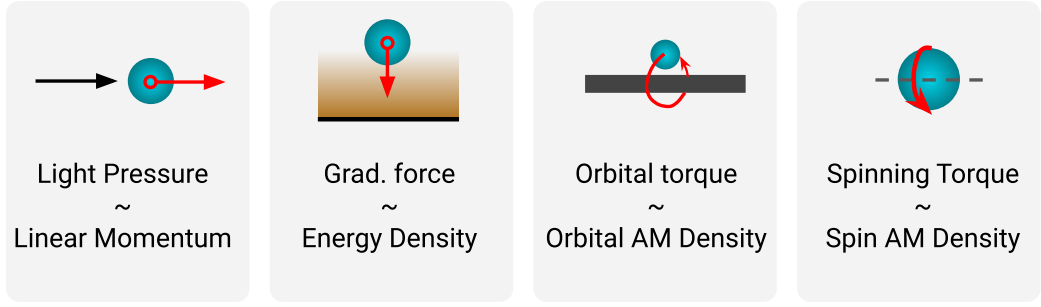 Light Pressure
~
Linear Momentum
Grad. force
~
Energy Density
Orbital torque
~
Orbital AM Density
Spinning Torque
~
Spin AM Density